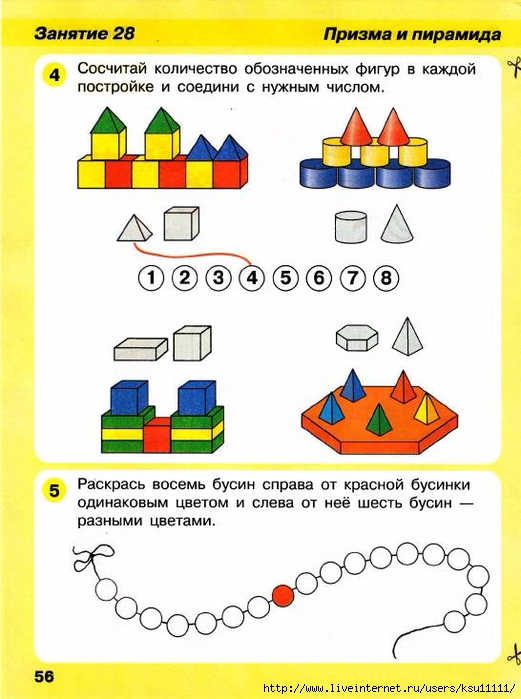 Занятие 28
Призма и пирамида
4 Сосчитай количество обозначенных фигур в каждой
постройке и соедини с нужным числом.
1 2 3 4 5 6 7 8
5 Раскрась восемь бусин справа от красной бусинки
одинаковым цветом и слева от неё шесть бусин —
разными цветами.
56
http://www.liveinternet.ru/users/ksu11111/